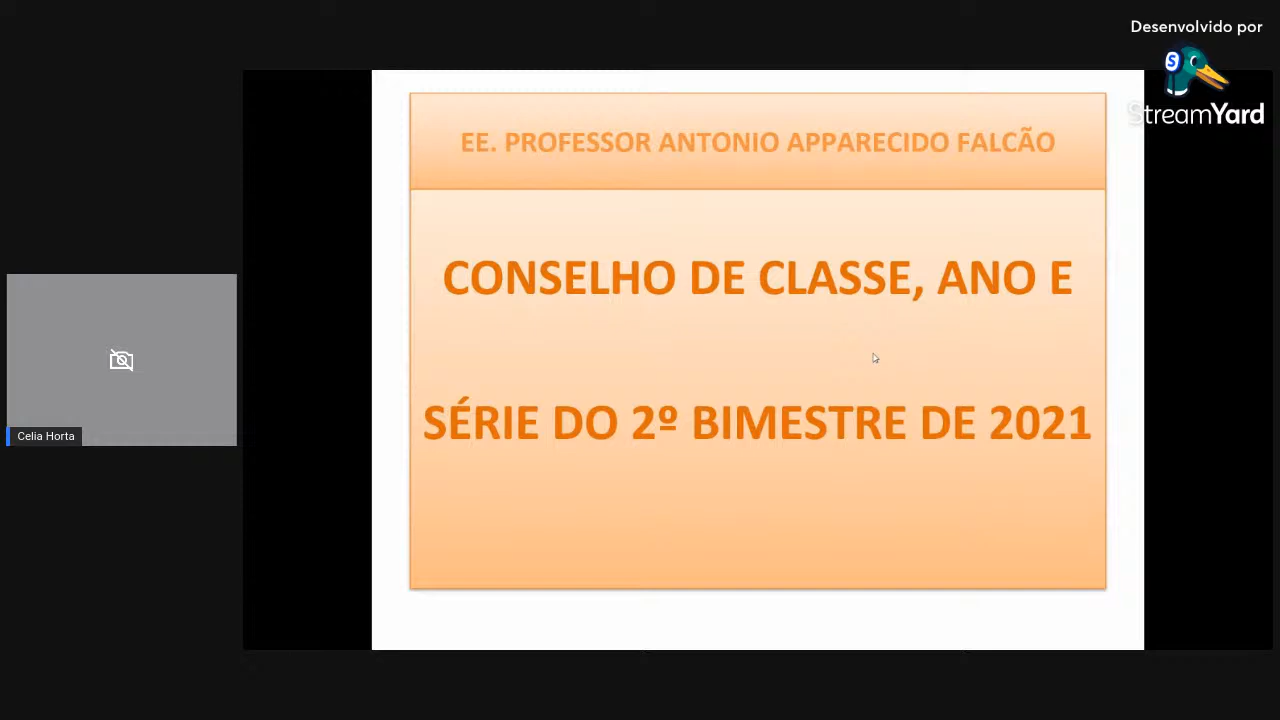 Desenvolvido por
StreamYard
EE. PROFESSOR ANTONIO APPARECIDO FALCÃO
CONSELHO DE CLASSE, ANO E
SÉRIE DO 2º BIMESTRE DE 2021
Celia Horta